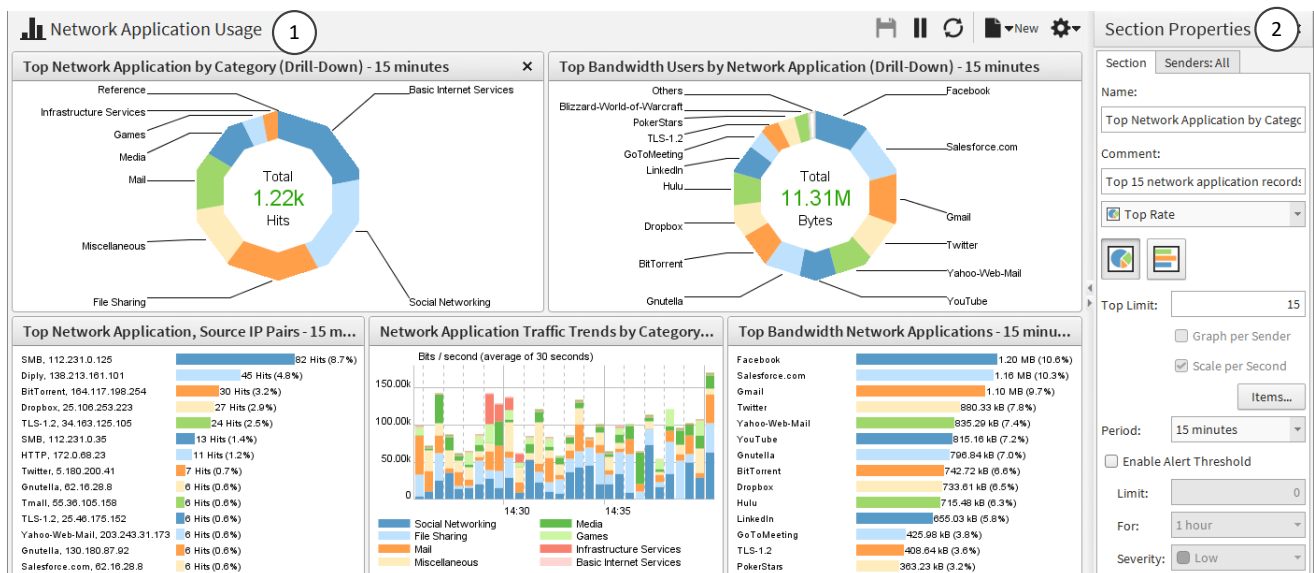 Network Application Usage
1
New
Section Properties
2
Top Network Application by Category (Drill-Down) - 15 minutes
Reference
Basic Internet Services
Infrastructure Services
Games
Media
Mail
Miscellaneous
File Sharing
Social Networking
Total
1.22k
Hits
Top Bandwidth Users by Network Application (Drill-Down) - 15 minutes
Others
Facebook
Blizzard-World-of-Warcraft
PokerStars
TLS-1.2
Salesforce.com
GoToMeeting
LinkedIn
Hulu
Gmail
Dropbox
Twitter
BitTorrent
Yahoo-Web-Mail
Gnutella
YouTube
Total
11.31M
Bytes
Top Network Application, Source IP Pairs - 15 m...
SMB, 112.231.0.125 82 Hits (8.7%)
Diply, 138.213.161.101 45 Hits (4.8%)
BitTorrent, 164.117.198.254 30 Hits (3.2%)
Dropbox, 25.106.253.223 27 Hits (2.9%)
TLS-1.2, 34.163.125.105 24 Hits (2.5%)
SMB, 112.231.0.35 13 Hits (1.4%)
HTTP, 172.0.68.23 11 Hits (1.2%)
Twitter, 5.180.200.41 7 Hits (0.7%)
Gnutella, 62.16.28.8 6 Hits (0.6%)
Tmall, 55.36.105.158 6 Hits (0.6%)
TLS-1.2, 25.46.175.152 6 Hits (0.6%)
Yahoo-Web-Mail, 203.243.31.173 6 Hits (0.6%)
Gnutella, 130.180.87.92 6 Hits (0.6%)
Salesforce.com, 62.16.28.8 6 Hits (0.6%)
Network Application Traffic Trends by Category...
Bits / second (average of 30 seconds)
150.00k
100.00k
50.00k
0
14:30 14:35
Social Networking Media
File Sharing Games
Mail Infrastructure Services
Miscellaneous Basic Internet Services
Top Bandwidth Network Applications - 15 minu...
Facebook 1.20 MB (10.6%)
Salesforce.com 1.16 MB (10.3%)
Gmail 1.10 MB (9.7%)
Twitter 880.33 kB (7.8%)
Yahoo-Web-Mail 835.29 kB (7.4%)
YouTube 815.16 kB (7.2%)
Gnutella 796.84 kB (7.0%)
BitTorrent 742.72 kB (6.6%)
Dropbox 733.61 kB (6.5%)
Hulu 715.48 kB (6.3%)
LinkedIn 655.03 kB (5.8%)
GoToMeeting 425.98 kB (3.8%)
TLS-1.2 408.64 kB (3.6%)
PokerStars 363.23 kB (3.2%)
Section Senders: All
Name:
Top Network Application by Catego
Comment:
Top 15 network application records
Top Rate
Top Limit: 15
Graph per Sender
Scale per Second
Items...
Period: 15 minutes
Enable Alert Threshold
Limit: 0
For: 1 hour
Severity: Low